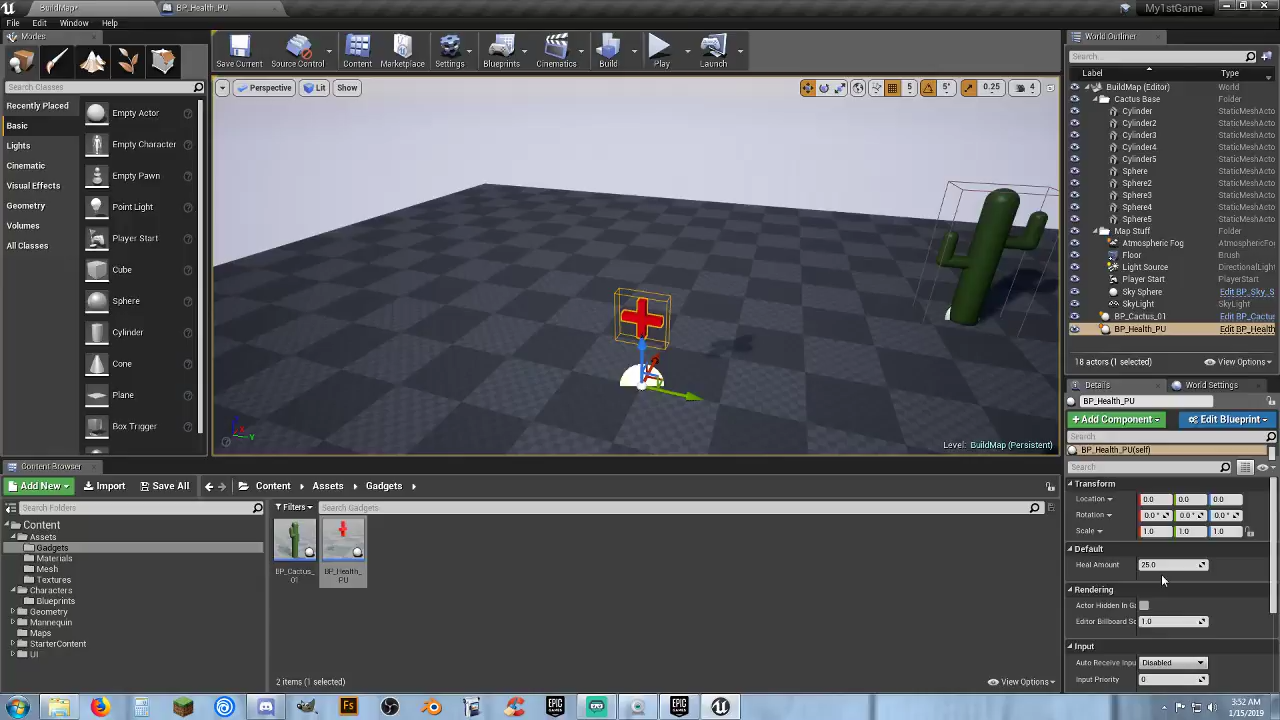 BuildMap*
BP_Health_PU
My1stGame
File Edit Window Help
Modes
Search Classes
Recently Placed
Basic
Lights
Cinematic
Visual Effects
Geometry
Volumes
All Classes
Empty Actor
Empty Character
Empty Pawn
Point Light
Player Start
Cube
Sphere
Cylinder
Cone
Plane
Box Trigger
Save Current
Source Control
Content
Marketplace
Settings
Blueprints
Cinematics
Build
Play
Launch
Perspective
Lit
Show
5
5°
0.25
4
Level: BuildMap (Persistent)
World Outliner
Search...
Label Type
BuildMap (Editor) World
Cactus Base Folder
Cylinder StaticMeshActo
Cylinder2 StaticMeshActo
Cylinder3 StaticMeshActo
Cylinder4 StaticMeshActo
Cylinder5 StaticMeshActo
Sphere StaticMeshActo
Sphere2 StaticMeshActo
Sphere3 StaticMeshActo
Sphere4 StaticMeshActo
Sphere5 StaticMeshActo
Map Stuff Folder
Atmospheric Fog AtmosphericFo
Floor Brush
Light Source DirectionalLight
Player Start PlayerStart
Sky Sphere Edit BP_Sky_S
SkyLight SkyLight
BP_Cactus_01 Edit BP_Cactu
BP_Health_PU Edit BP_Health
18 actors (1 selected)
View Options
Details
World Settings
BP_Health_PU
+ Add Component
Edit Blueprint
Search
BP_Health_PU(self)
Search
Transform
Location 0.0 0.0 0.0
Rotation 0.0 ° 0.0 ° 0.0 °
Scale 1.0 1.0 1.0
Default
Heal Amount 25.0
Rendering
Actor Hidden In Ga
Editor Billboard Sc 1.0
Input
Auto Receive Inpu Disabled
Input Priority 0
Content Browser
Add New
Import
Save All
Content
Assets
Gadgets
Search Folders
Filters
Search Gadgets
Content
Assets
Gadgets
Materials
Mesh
Textures
Characters
Blueprints
Geometry
Mannequin
Maps
StarterContent
UI
BP_Cactus_
01
BP_Health_
PU
2 items (1 selected)
View Options
Fs
EPIC
GAMES
EPIC
GAMES
3:52 AM
1/15/2019